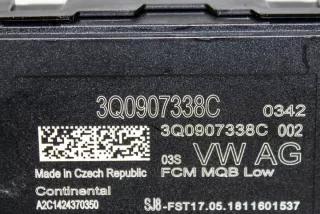 3Q0907338C 0342
3Q0907338C 002
03S VW AG
Made in Czech Republic FCM MQB Low
Continental
A2C1424370350 SJ8-FST17.05.1811601537